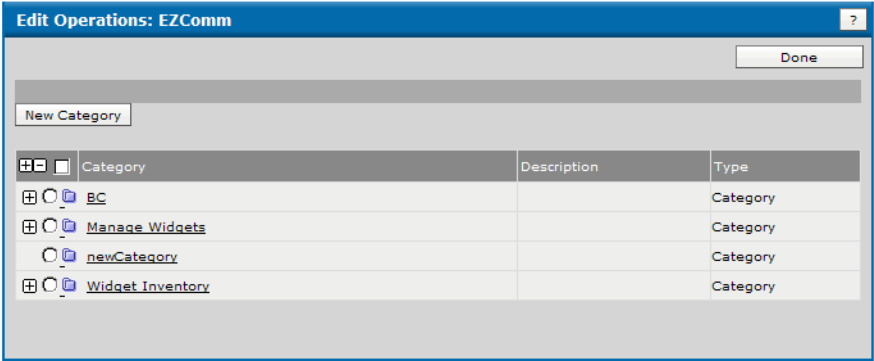 Edit Operations: EZComm ?
Done
New Category
Category Description Type
BC Category
Manage Widgets Category
newCategory Category
Widget Inventory Category